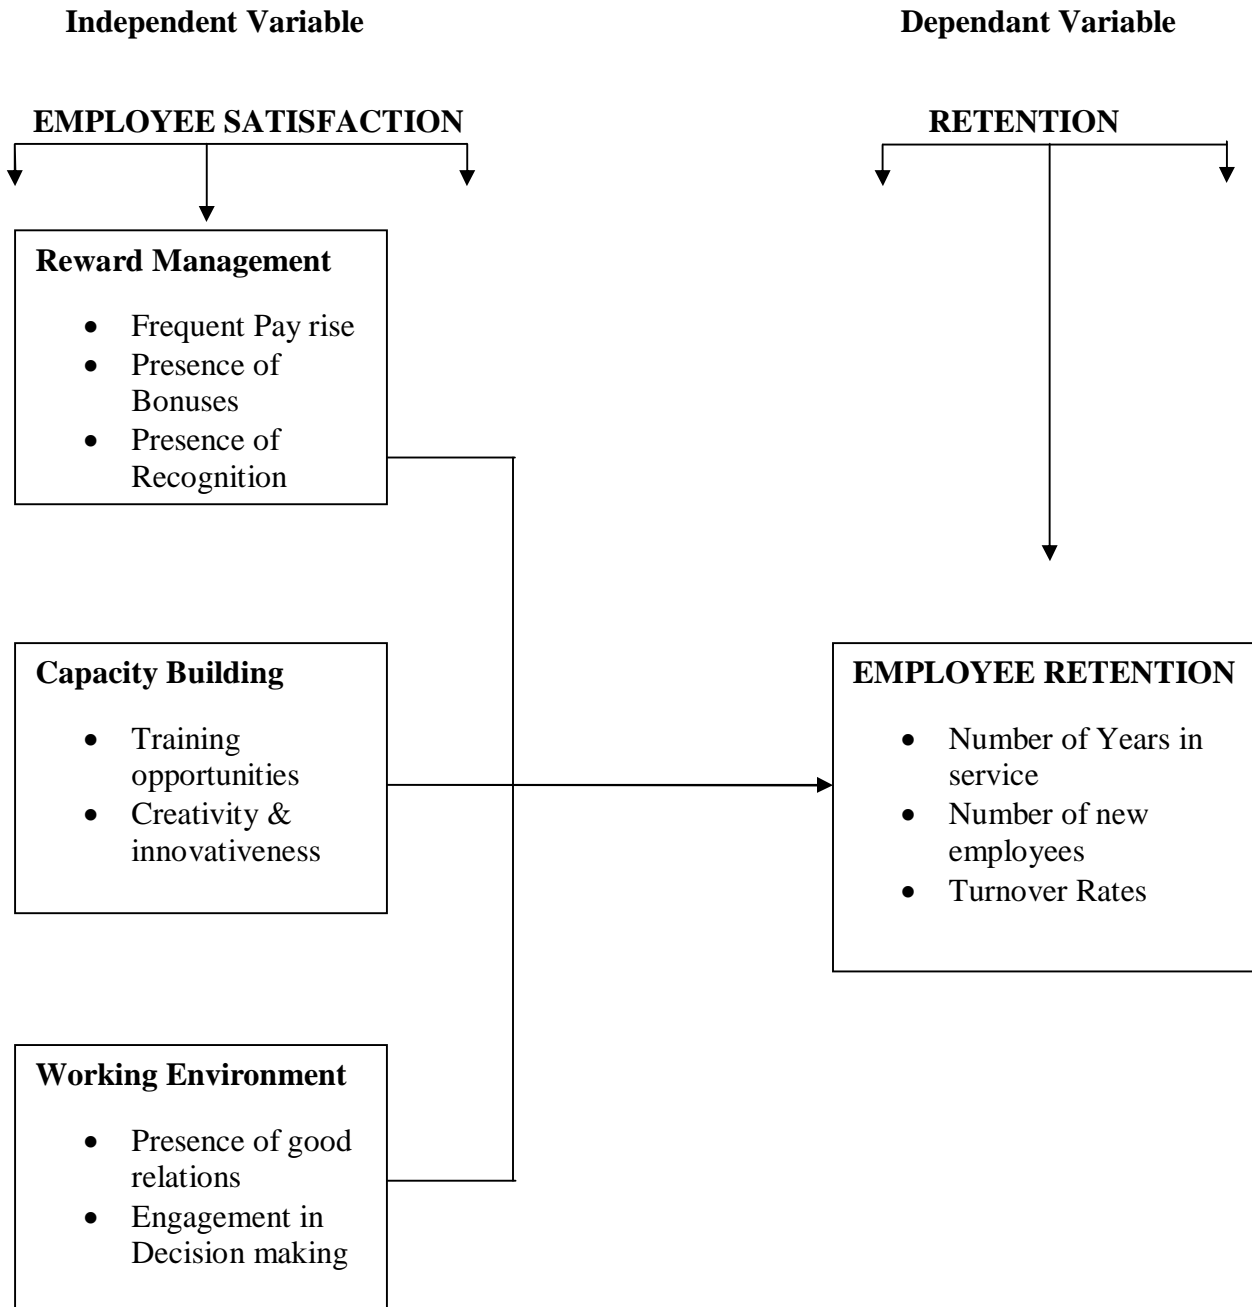 Independent Variable
Dependant Variable
EMPLOYEE SATISFACTION
RETENTION
Reward Management
• Frequent Pay rise
• Presence of
Bonuses
• Presence of
Recognition
Capacity Building
• Training
opportunities
• Creativity &
innovativeness
EMPLOYEE RETENTION
• Number of Years in
service
• Number of new
employees
• Turnover Rates
Working Environment
• Presence of good
relations
• Engagement in
Decision making